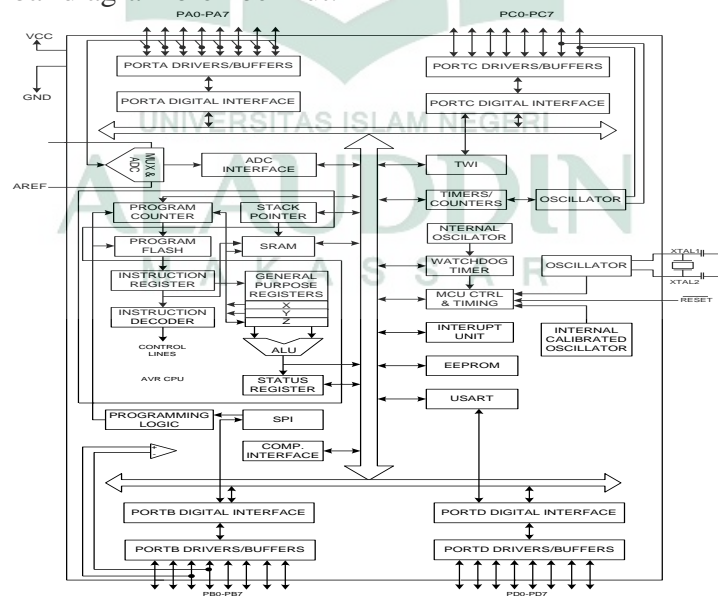 PA0-PA7
PC0-PC7
VCC
GND
PORTA DRIVERS/BUFFERS
PORTC DRIVERS/BUFFERS
PORTA DIGITAL INTERFACE
PORTC DIGITAL INTERFACE
UNIVERSITAS ISLAM NEGERI
ALAUDDIN
MAKASSAR
MUX &
ADC
ADC
INTERFACE
TWI
AREF
PROGRAM
COUNTER
STACK
POINTER
TIMERS/
COUNTERS
OSCILLATOR
PROGRAM
FLASH
SRAM
NTERNAL
OSCILATOR
XTAL1
INSTRUCTION
REGISTER
GENERAL
PURPOSE
REGISTERS
WATCHDOG
TIMER
OSCILLATOR
XTAL2
X
Y
Z
MCU CTRL
& TIMING
RESET
INSTRUCTION
DECODER
INTERUPT
UNIT
INTERNAL
CALIBRATED
OSCILLATOR
CONTROL
LINES
ALU
EEPROM
AVR CPU
STATUS
REGISTER
USART
PROGRAMMING
LOGIC
SPI
+
-
COMP.
INTERFACE
PORTB DIGITAL INTERFACE
PORTD DIGITAL INTERFACE
PORTB DRIVERS/BUFFERS
PORTD DRIVERS/BUFFERS
PB0-PB7
PD0-PD7